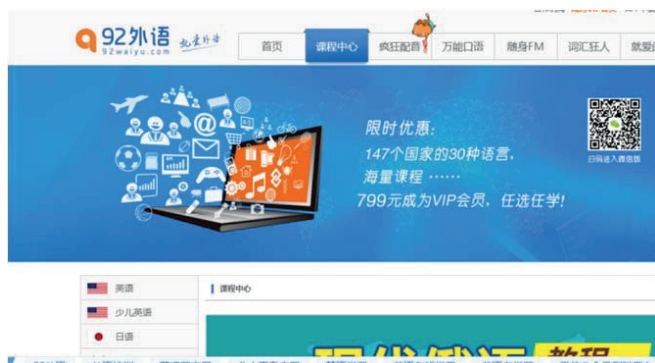 92外语
92waiyu.com
就爱外语
首页
课程中心
疯狂配音
万能口语
随身FM
词汇狂人
限时优惠：
147个国家的30种语言，
海量课程 ……
799元成为VIP会员，任选任学!
扫码进入微信版
英语
课程中心
少儿英语
日语